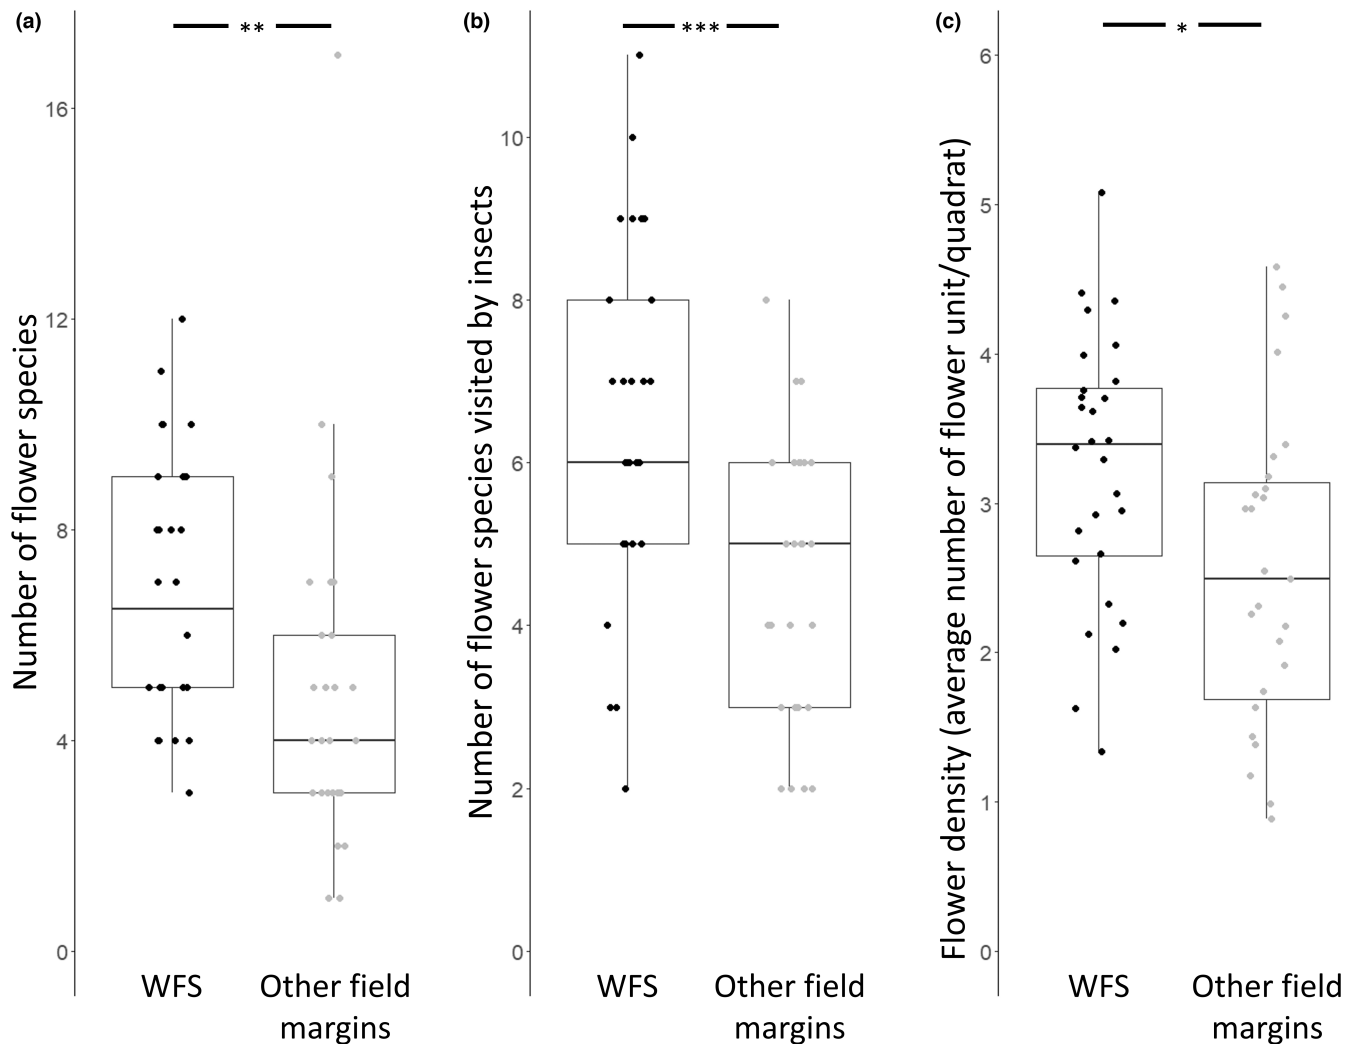 (a)
**
Number of flower species
16
12
8
4
0
WFS
Other field
margins
(b)
***
Number of flower species visited by insects
10
8
6
4
2
0
WFS
Other field
margins
(c)
*
Flower density (average number of flower unit/quadrat)
6
5
4
3
2
1
0
WFS
Other field
margins